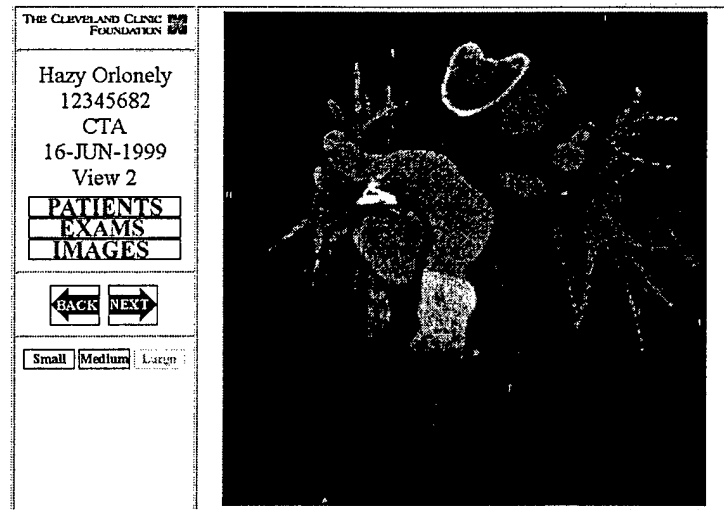 THE CLEVELAND CLINIC
FOUNDATION
Hazy Orlonely
12345682
CTA
16-JUN-1999
View 2
PATIENTS
EXAMS
IMAGES
BACK NEXT
Small Medium Large